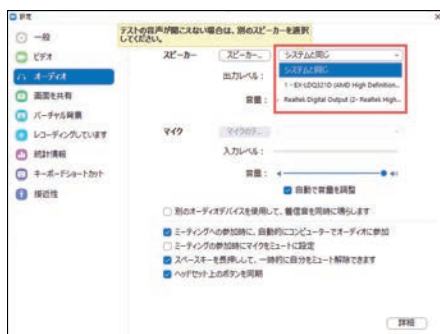 設定
一般
ビデオ
オーディオ
画面を共有
バーチャル背景
レコーディングしています
統計情報
キーボードショートカット
接近性
テストの音声が聞こえない場合は、別のスピーカーを選択
してください。
スピーカー
スピーカー...
システムと同じ
システムと同じ
1 - EX-LDQ321D (AMD High Definition...
Realtek Digital Output (2- Realtek High...
出力レベル：
音量：
マイク
マイクのテ...
入力レベル：
音量：
自動で音量を調整
別のオーディオデバイスを使用して、着信音を同時に鳴らします
ミーティングへの参加時に、自動的にコンピューターでオーディオに参加
ミーティングの参加時にマイクをミュートに設定
スペースキーを長押しして、一時的に自分をミュート解除できます
ヘッドセット上のボタンを同期
詳細